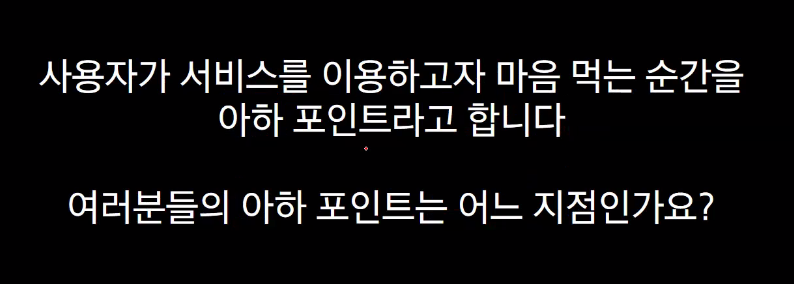 사용자가 서비스를 이용하고자 마음 먹는 순간을
아하 포인트라고 합니다
여러분들의 아하 포인트는 어느 지점인가요?